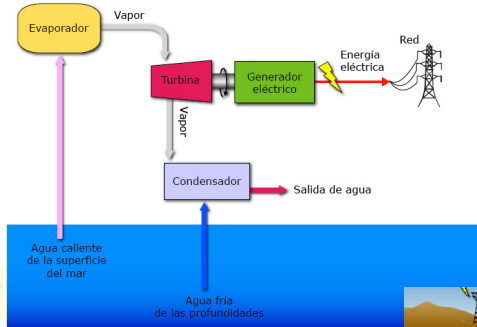 Vapor
Evaporador
Red
Energía
eléctrica
Turbina
Generador
eléctrico
Vapor
Condensador
Salida de agua
Agua caliente
de la superficie
del mar
Agua fría
de las profundidades